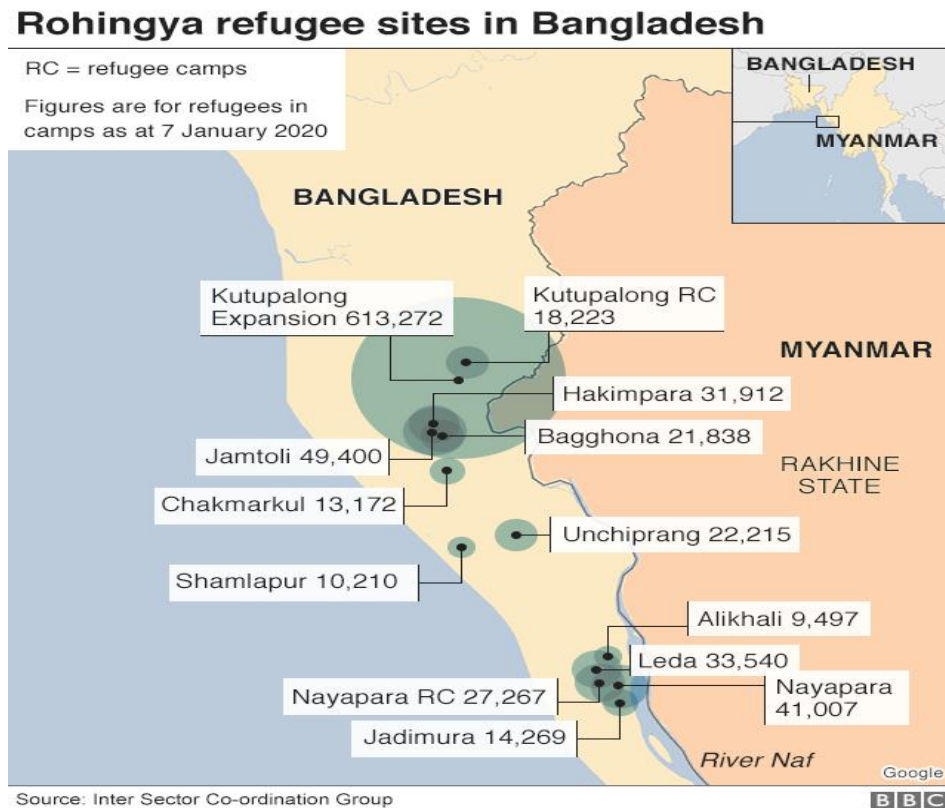 Rohingya refugee sites in Bangladesh
RC = refugee camps
Figures are for refugees in
camps as at 7 January 2020
BANGLADESH
MYANMAR
BANGLADESH
Kutupalong
Expansion 613,272
Kutupalong RC
18,223
MYANMAR
Hakimpara 31,912
Bagghona 21,838
Jamtoli 49,400
RAKHINE
STATE
Chakmarkul 13,172
Unchiprang 22,215
Shamlapur 10,210
Alikhali 9,497
Leda 33,540
Nayapara RC 27,267
Nayapara
41,007
Jadimura 14,269
River Naf
Google
Source: Inter Sector Co-ordination Group
BBC